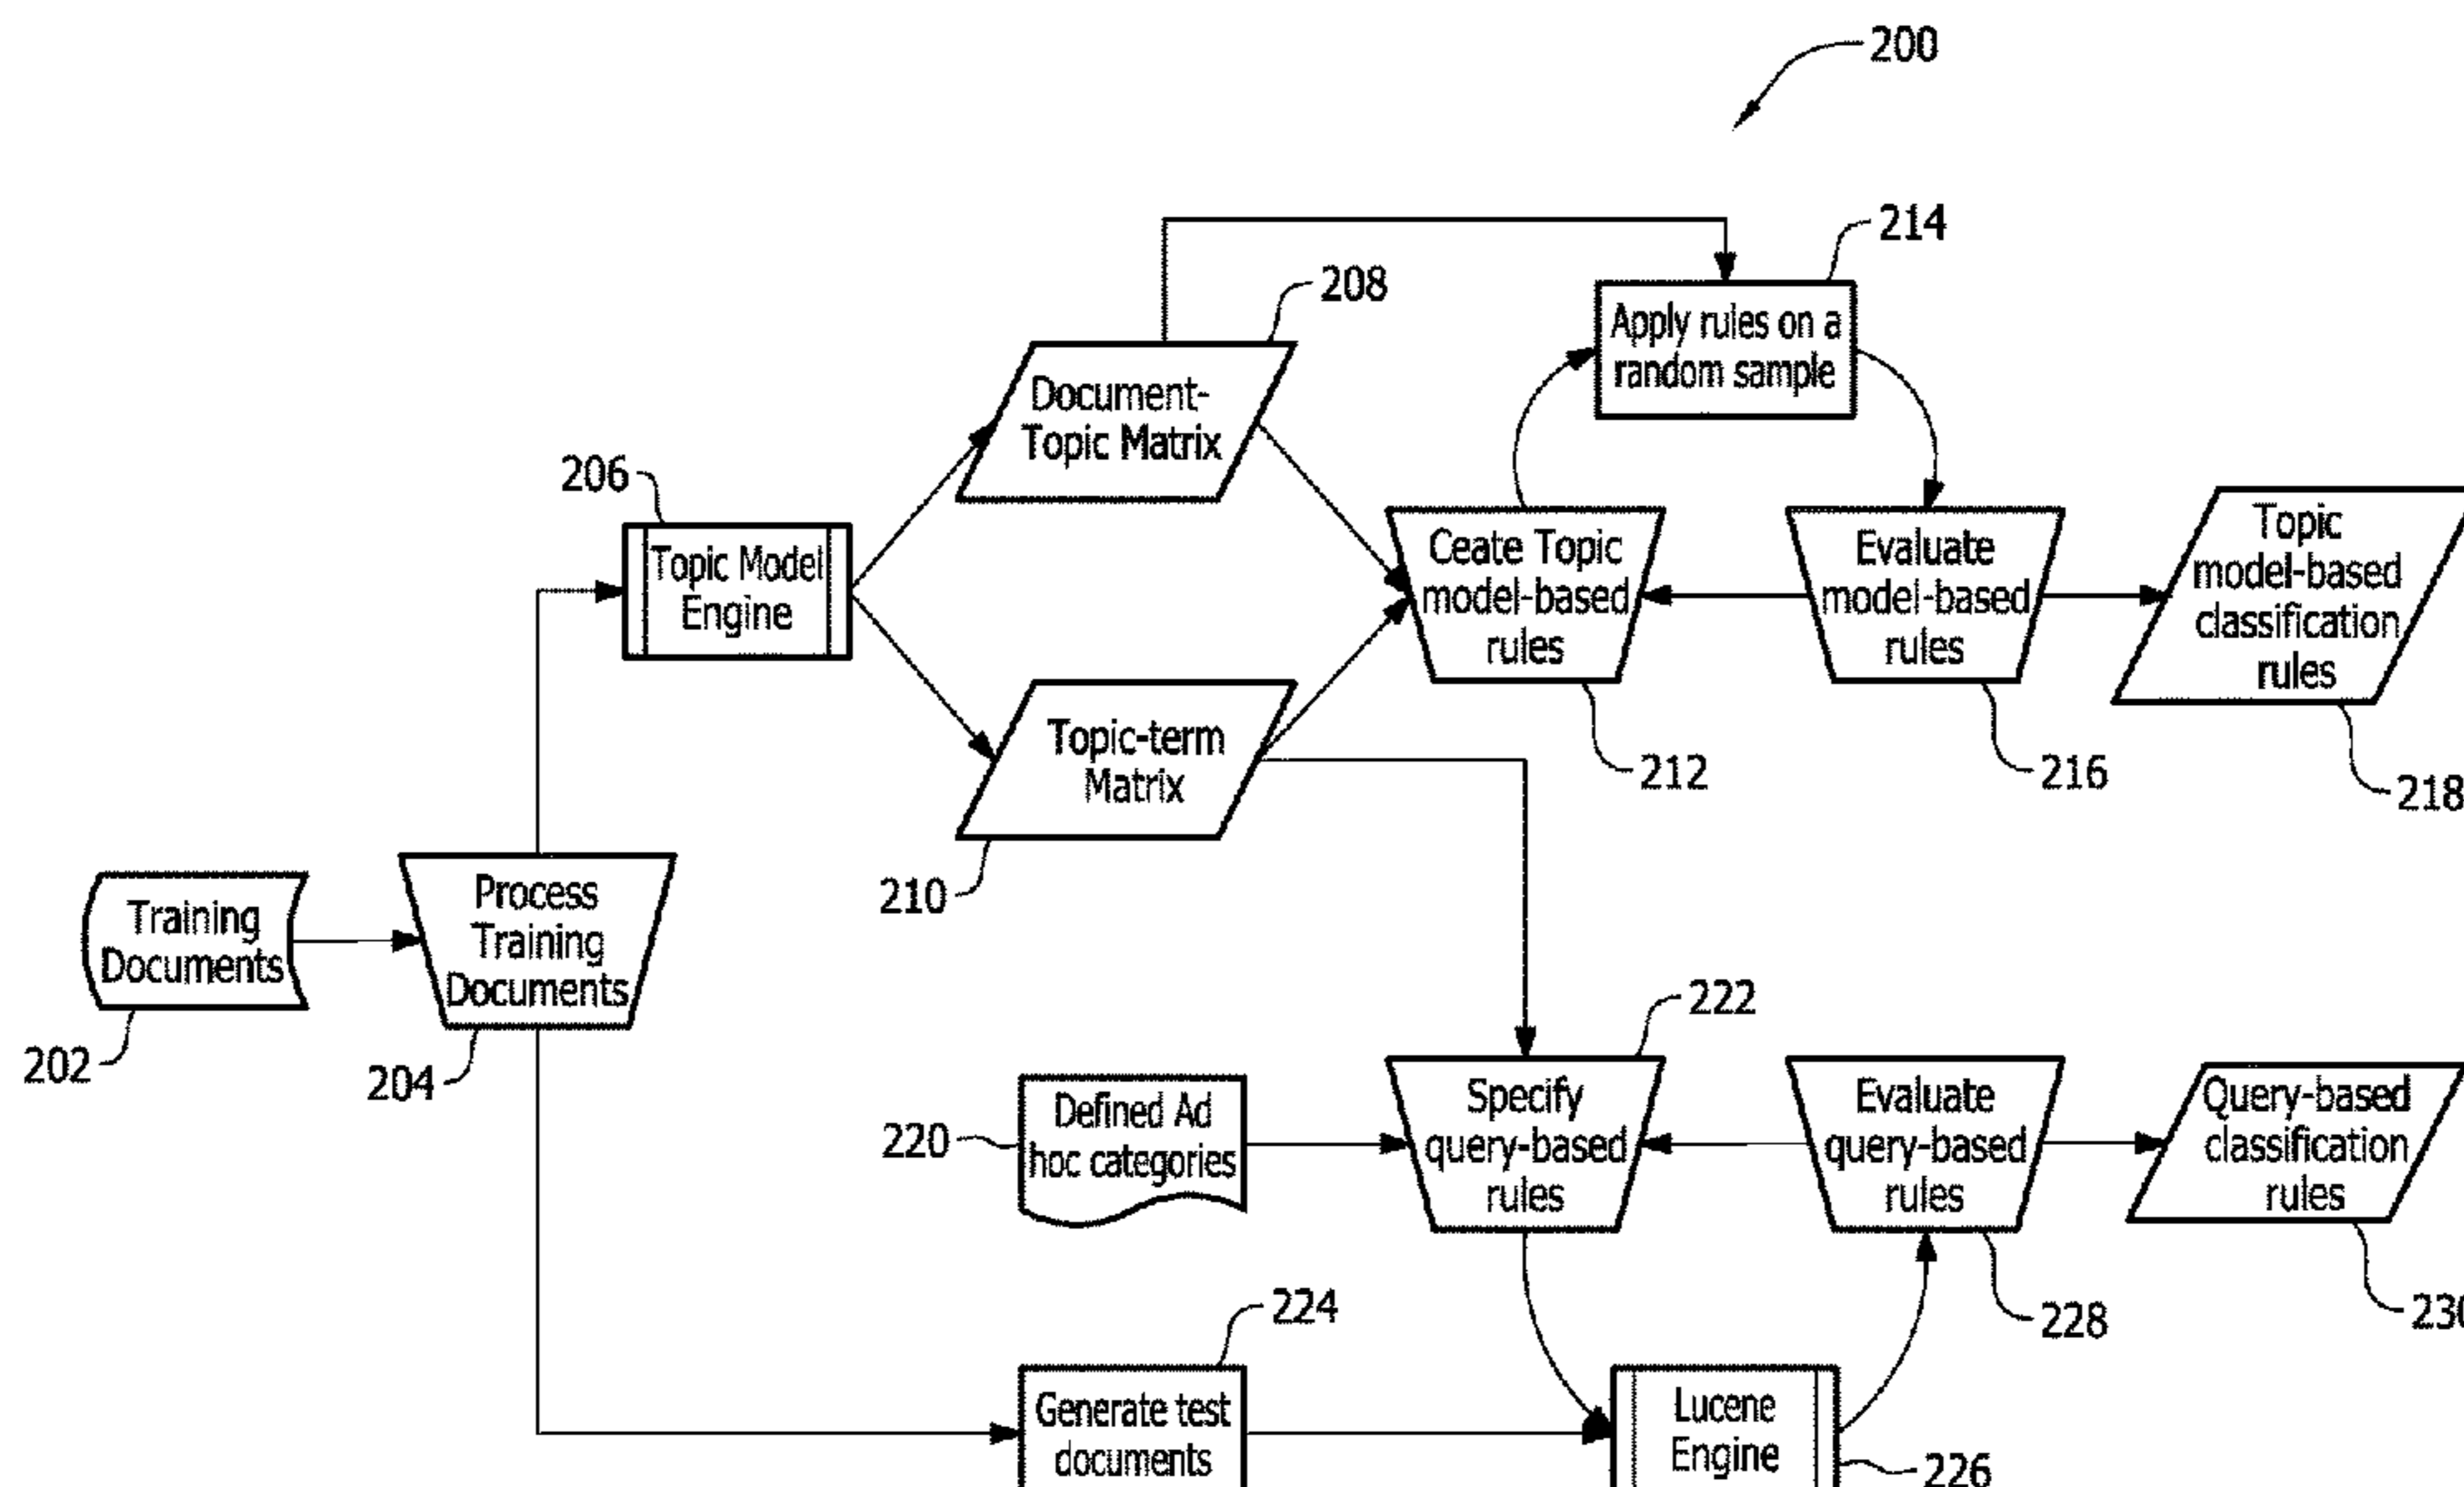 200
214
Apply rules on a
random sample
208
Document-
Topic Matrix
206
Topic Model
Engine
Ceate Topic
model-based
rules
Evaluate
model-based
rules
Topic
model-based
classification
rules
212
216
218
Topic-term
Matrix
210
Training
Documents
202
Process
Training
Documents
204
222
220
Defined Ad
hoc categories
Specify
query-based
rules
Evaluate
query-based
rules
Query-based
classification
rules
228
230
224
Generate test
documents
Lucene
Engine
226